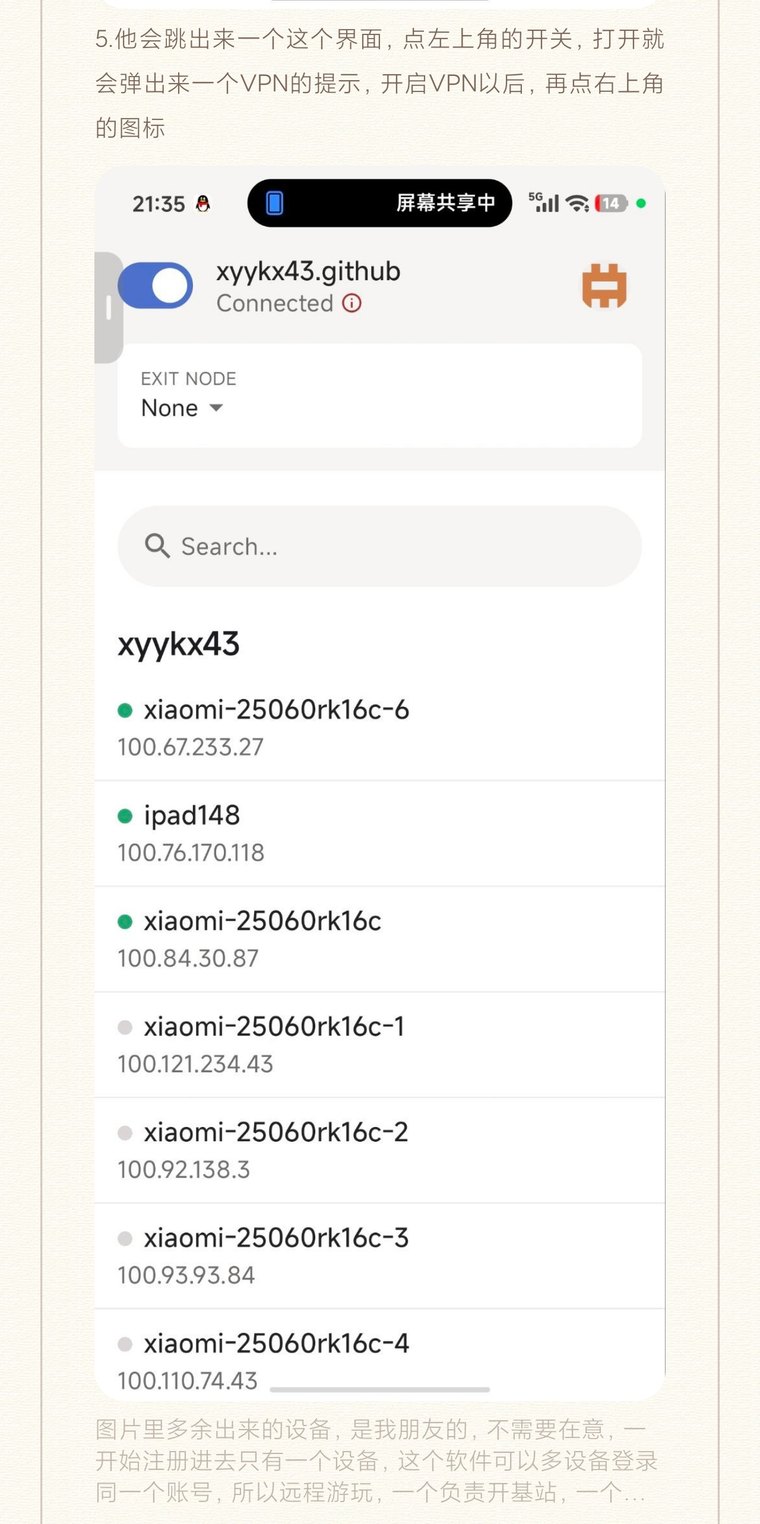 5.他会跳出来一个这个界面，点左上角的开关，打开就
会弹出来一个VPN的提示，开启VPN以后，再点右上角
的图标
21:35
屏幕共享中
5G
14
xyykx43.github
Connected
EXIT NODE
None
Search...
xyykx43
xiaomi-25060rk16c-6
100.67.233.27
ipad148
100.76.170.118
xiaomi-25060rk16c
100.84.30.87
xiaomi-25060rk16c-1
100.121.234.43
xiaomi-25060rk16c-2
100.92.138.3
xiaomi-25060rk16c-3
100.93.93.84
xiaomi-25060rk16c-4
100.110.74.43
图片里多余出来的设备，是我朋友的，不需要在意，一
开始注册进去只有一个设备，这个软件可以多设备登录
同一个账号，所以远程游玩，一个负责开基站，一个...